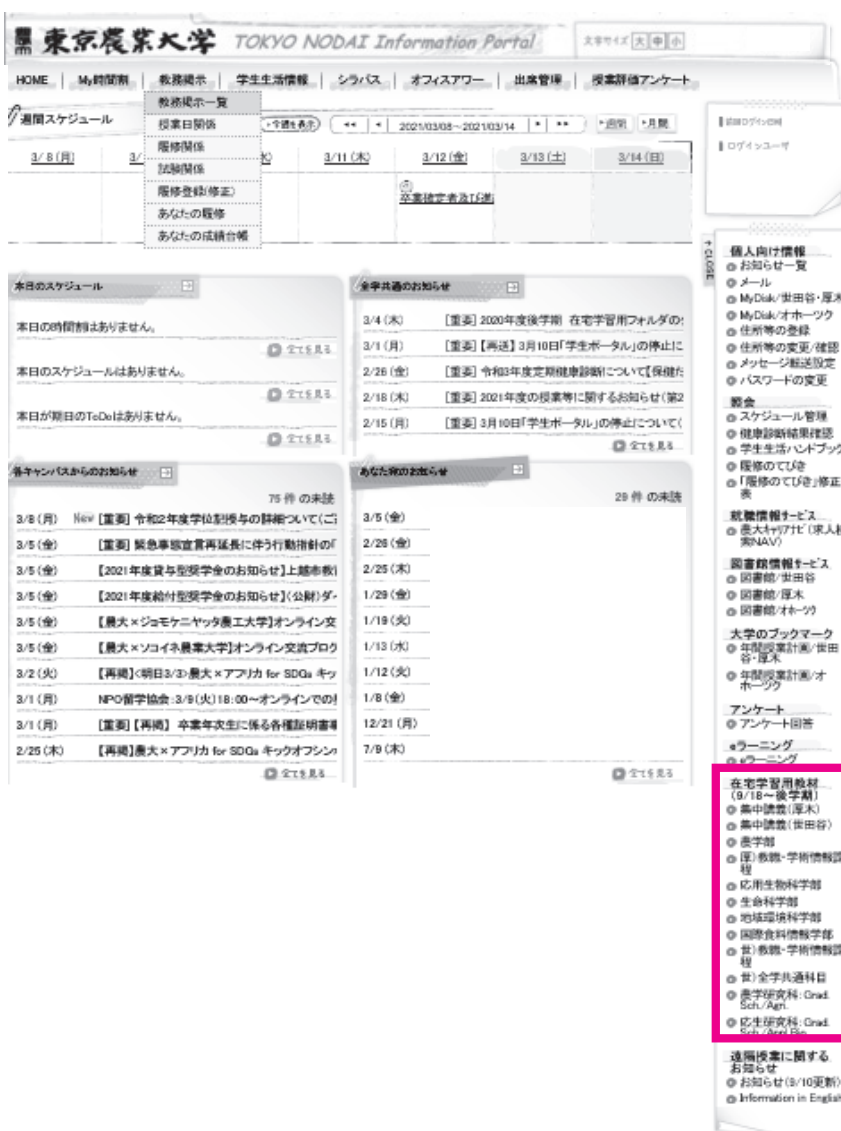 東京農業大学 TOKYO NODAI Information Portal
文字サイズ 大 中 小
HOME My時間割 教務掲示 学生生活情報 シラバス オフィスアワー 出席管理 授業評価アンケート
教務掲示一覧
授業日関係
履修関係
試験関係
履修登録(修正)
あなたの履修
あなたの成績台帳
週間スケジュール
今週を表示 2021/03/08～2021/03/14 週間 月間
3/8(月) 3/11(木) 3/12(金) 3/13(土) 3/14(日)
卒業確定者及び進
ログインユーザ
本日のスケジュール
本日の時間割はありません。
全てを見る
本日のスケジュールはありません。
全てを見る
本日が期日のToDoはありません。
全てを見る
全学共通のお知らせ
3/4(木) [重要] 2020年度後学期 在宅学習用フォルダの
3/1(月) [重要]【再送】3月10日「学生ポータル」の停止に
2/26(金) [重要] 令和3年度定期健康診断について【保健
2/18(木) [重要] 2021年度の授業等に関するお知らせ(第2
2/15(月) [重要] 3月10日「学生ポータル」の停止について(
全てを見る
各キャンパスからのお知らせ
75 件 の未読
3/8(月) New [重要] 令和2年度学位記授与の詳細ついて(ご
3/5(金) [重要] 緊急事態宣言再延長に伴う行動指針の「
3/5(金) 【2021年度貸与型奨学金のお知らせ】上越市教
3/5(金) 【2021年度給付型奨学金のお知らせ】(公財)ダ
3/5(金) 【農大×ジョモケニヤッタ農工大学】オンライン交
3/5(金) 【農大×ソコイネ農業大学】オンライン交流プログ
3/2(火) 【再掲】<明日3/3>農大×アフリカ for SDGs キッ
3/1(月) NPO留学協会:3/9(火)18:00～オンラインでの
3/1(月) [重要]【再掲】 卒業年次生に係る各種証明書
2/25(木) 【再掲】農大×アフリカ for SDGs キックオフシン
全てを見る
あなた宛のお知らせ
29 件 の未読
3/5(金)
2/26(金)
2/25(木)
1/29(金)
1/19(火)
1/13(水)
1/12(火)
1/8(金)
12/21(月)
7/9(木)
全てを見る
CLOSE
個人向け情報
お知らせ一覧
メール
MyDisk/世田谷・厚木
MyDisk/オホーツク
住所等の登録
住所等の変更/確認
メッセージ転送設定
パスワードの変更
照会
スケジュール管理
健康診断結果確認
学生生活ハンドブック
履修のてびき
「履修のてびき」修正
表
就職情報サービス
農大キャリアナビ(求人検
索NAV)
図書館情報サービス
図書館/世田谷
図書館/厚木
図書館/オホーツク
大学のブックマーク
年間授業計画/世田
谷・厚木
年間授業計画/オ
ホーツク
アンケート
アンケート回答
eラーニング
eラーニング
在宅学習用教材
(9/18～後学期)
集中講義(厚木)
集中講義(世田谷)
農学部
厚)教職・学術情報課
程
応用生物科学部
生命科学部
地域環境科学部
国際食料情報学部
世)教職・学術情報課
程
世)全学共通科目
農学研究科:Grad.
Sch./Agri.
応生研究科:Grad.
Sch./Appl.Bio.
遠隔授業に関する
お知らせ
お知らせ(9/10更新)
Information in English